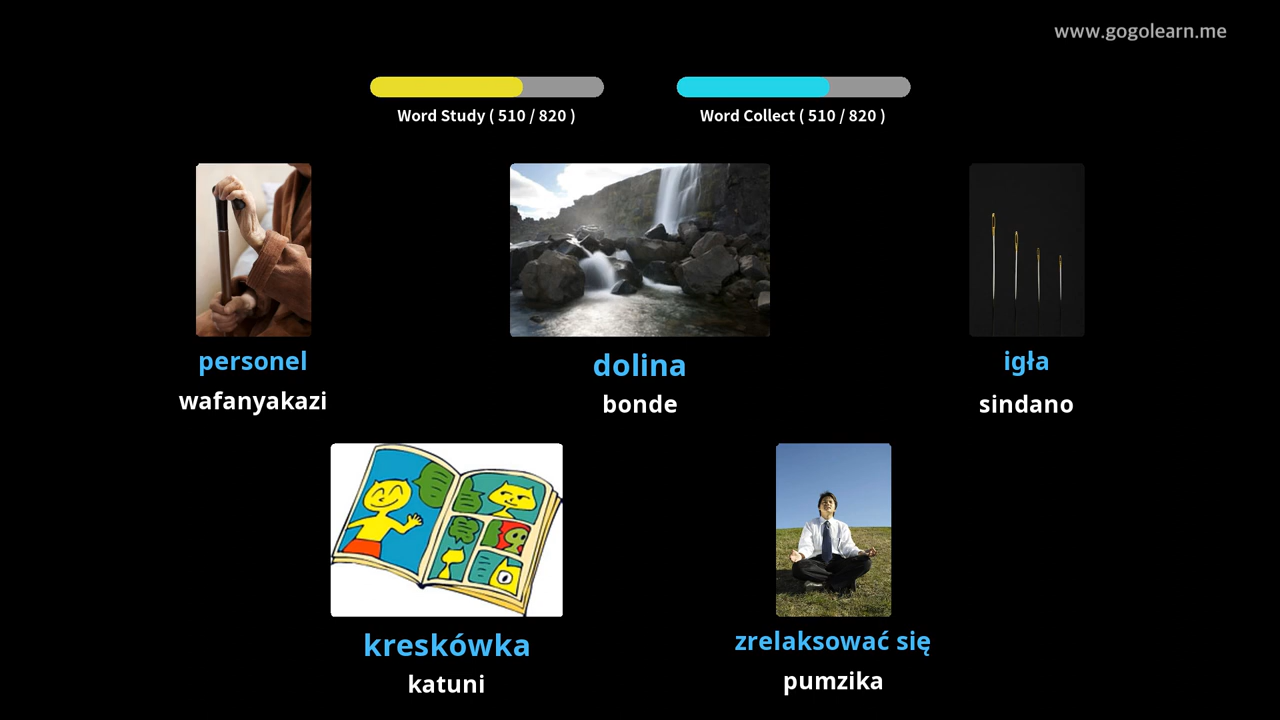 www.gogolearn.me
Word Study ( 510 / 820 )
Word Collect ( 510 / 820 )
personel
wafanyakazi
dolina
bonde
igła
sindano
kreskówka
katuni
zrelaksować się
pumzika